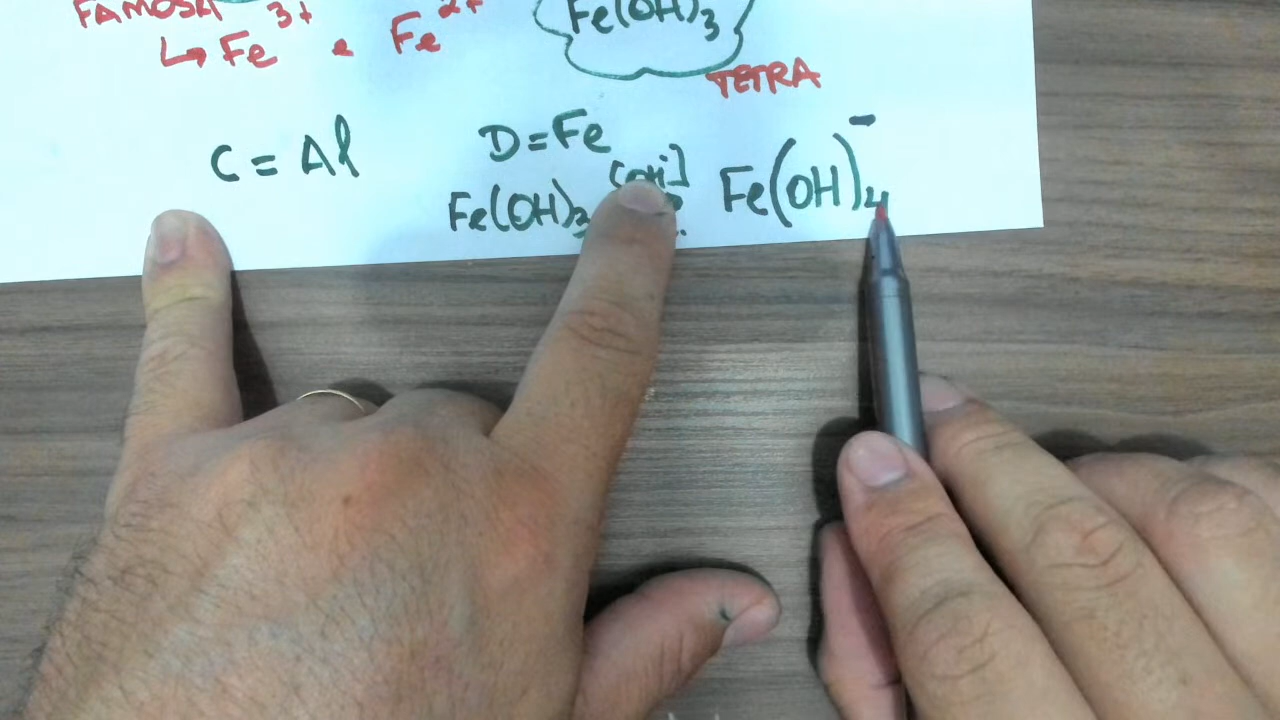 FAMOSA
↳ Fe³⁺ e Fe²⁺
Fe(OH)₃
TETRA
C = Al
D = Fe
[OH⁻]
Fe(OH)₃ Fe(OH)₄⁻